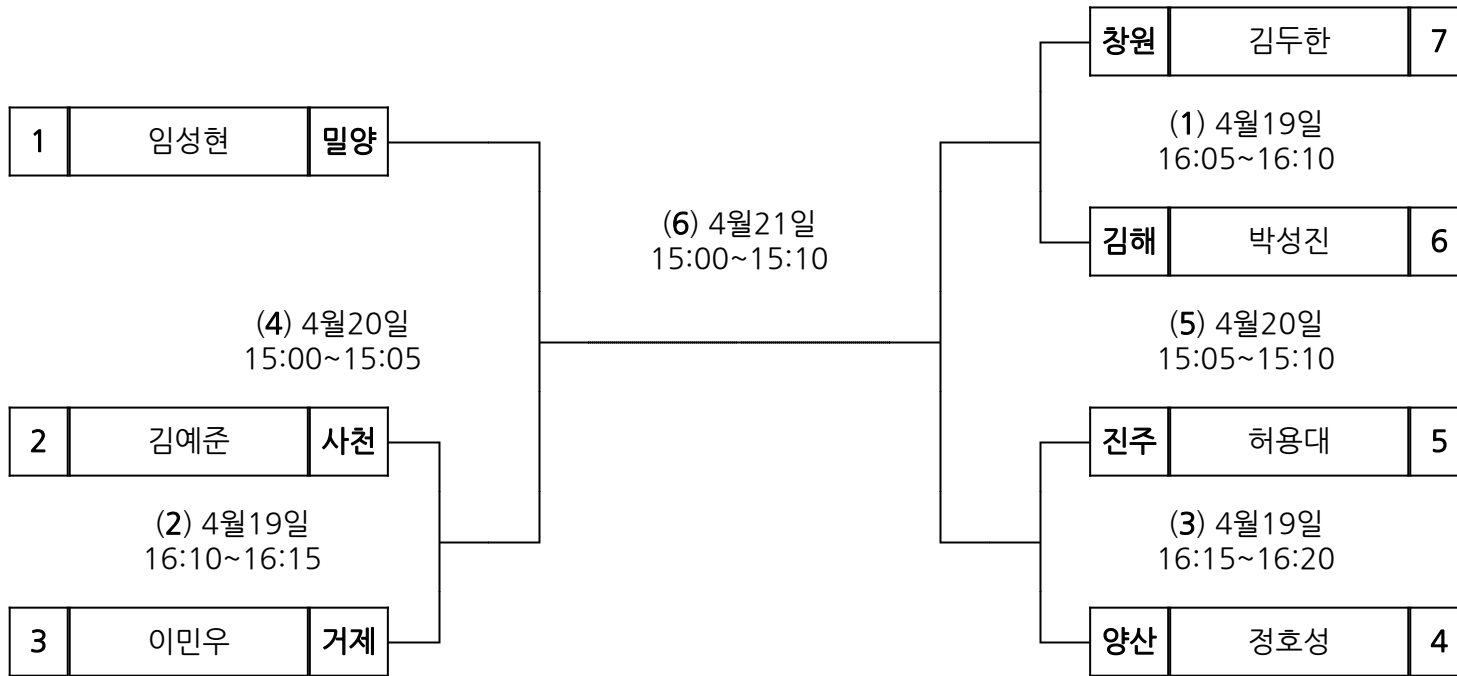 창원 김두한 7
1 임성현 밀양
(1) 4월19일
16:05~16:10
(6) 4월21일
15:00~15:10
김해 박성진 6
(4) 4월20일
15:00~15:05
(5) 4월20일
15:05~15:10
2 김예준 사천
진주 허용대 5
(2) 4월19일
16:10~16:15
(3) 4월19일
16:15~16:20
3 이민우 거제
양산 정호성 4